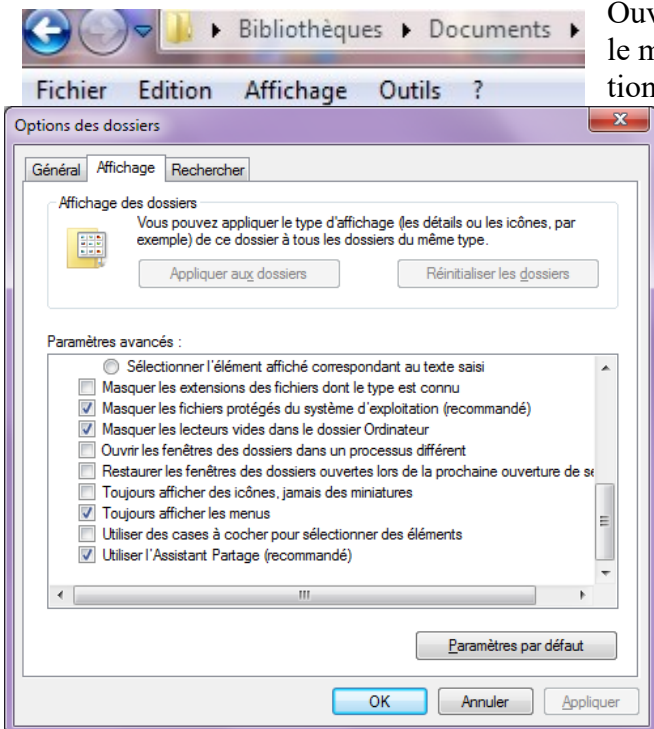 Bibliothèques Documents
Ouv
le m
tion
Fichier Edition Affichage Outils ?
Options des dossiers
Général Affichage Rechercher
Affichage des dossiers
Vous pouvez appliquer le type d'affichage (les détails ou les icônes, par
exemple) de ce dossier à tous les dossiers du même type.
Appliquer aux dossiers Réinitialiser les dossiers
Paramètres avancés :
Sélectionner l'élément affiché correspondant au texte saisi
Masquer les extensions des fichiers dont le type est connu
Masquer les fichiers protégés du système d'exploitation (recommandé)
Masquer les lecteurs vides dans le dossier Ordinateur
Ouvrir les fenêtres des dossiers dans un processus différent
Restaurer les fenêtres des dossiers ouvertes lors de la prochaine ouverture de se
Toujours afficher des icônes, jamais des miniatures
Toujours afficher les menus
Utiliser des cases à cocher pour sélectionner des éléments
Utiliser l'Assistant Partage (recommandé)
Paramètres par défaut
OK Annuler Appliquer